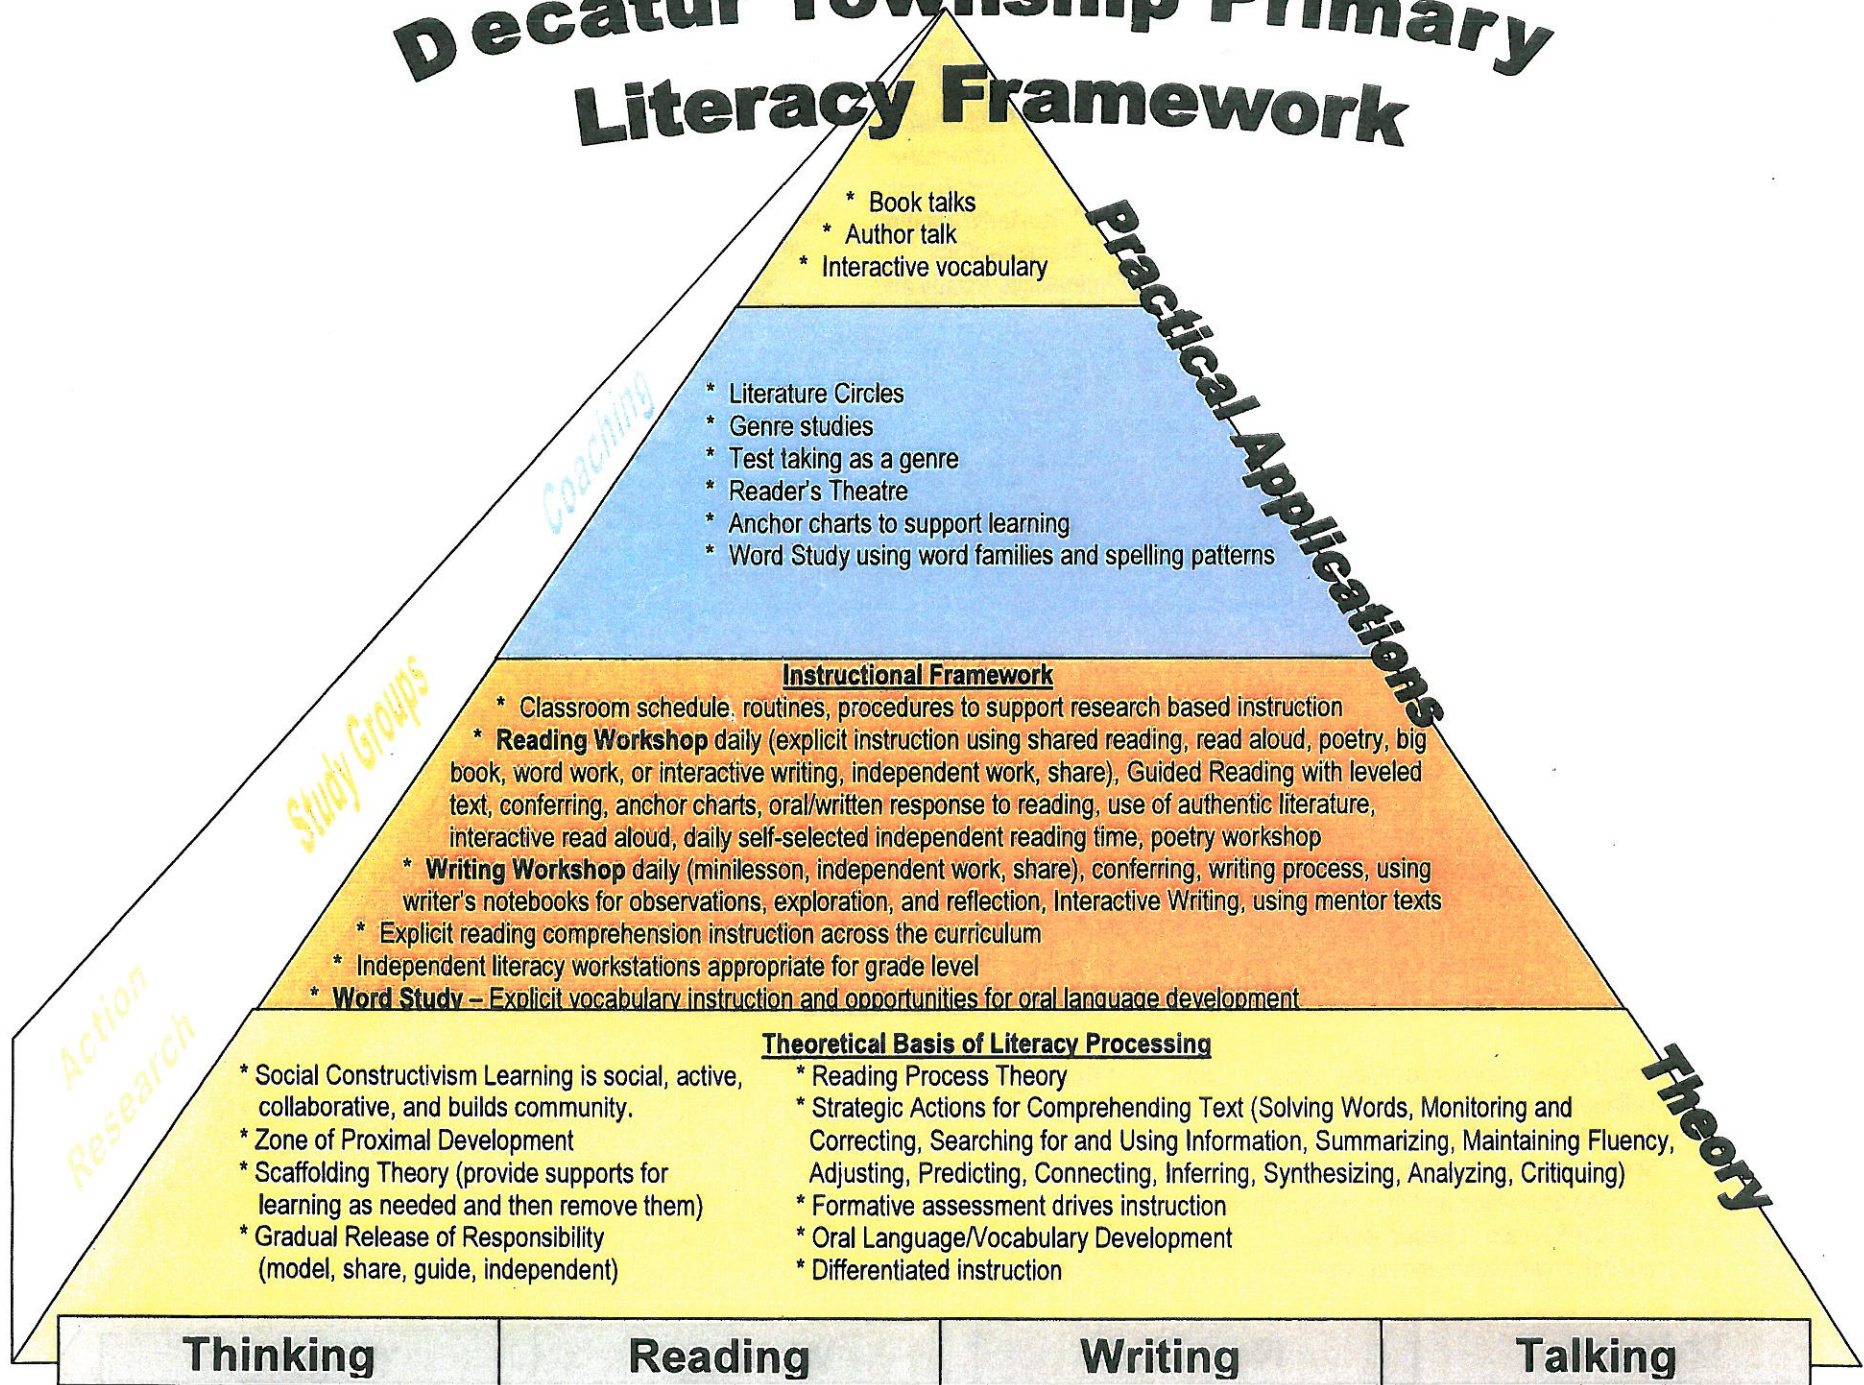 Decatur Township Primary
Literacy Framework
* Book talks
* Author talk
* Interactive vocabulary
Practical Applications
Coaching
* Literature Circles
* Genre studies
* Test taking as a genre
* Reader's Theatre
* Anchor charts to support learning
* Word Study using word families and spelling patterns
Study Groups
Instructional Framework
* Classroom schedule, routines, procedures to support research based instruction
* Reading Workshop daily (explicit instruction using shared reading, read aloud, poetry, big
book, word work, or interactive writing, independent work, share), Guided Reading with leveled
text, conferring, anchor charts, oral/written response to reading, use of authentic literature,
interactive read aloud, daily self-selected independent reading time, poetry workshop
* Writing Workshop daily (minilesson, independent work, share), conferring, writing process, using
writer's notebooks for observations, exploration, and reflection, Interactive Writing, using mentor texts
* Explicit reading comprehension instruction across the curriculum
* Independent literacy workstations appropriate for grade level
* Word Study – Explicit vocabulary instruction and opportunities for oral language development
Action
Research
Theory
Theoretical Basis of Literacy Processing
* Social Constructivism Learning is social, active,
collaborative, and builds community.
* Zone of Proximal Development
* Scaffolding Theory (provide supports for
learning as needed and then remove them)
* Gradual Release of Responsibility
(model, share, guide, independent)
* Reading Process Theory
* Strategic Actions for Comprehending Text (Solving Words, Monitoring and
Correcting, Searching for and Using Information, Summarizing, Maintaining Fluency,
Adjusting, Predicting, Connecting, Inferring, Synthesizing, Analyzing, Critiquing)
* Formative assessment drives instruction
* Oral Language/Vocabulary Development
* Differentiated instruction
Thinking
Reading
Writing
Talking